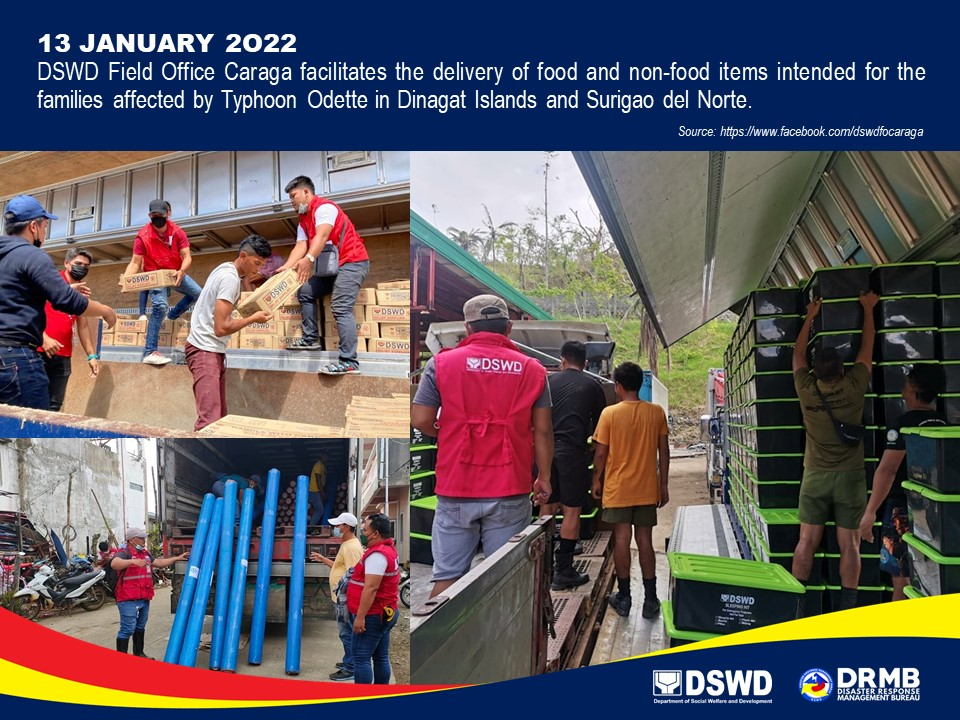 13 JANUARY 2022
DSWD Field Office Caraga facilitates the delivery of food and non-food items intended for the
families affected by Typhoon Odette in Dinagat Islands and Surigao del Norte.
Source: https://www.facebook.com/dswdfocaraga
DSWD
DSWD
DSWD
DSWD
DSWD
DSWD
SLEEPING KIT
DSWD
Department of Social Welfare and Development
DRMB
DISASTER RESPONSE
MANAGEMENT BUREAU